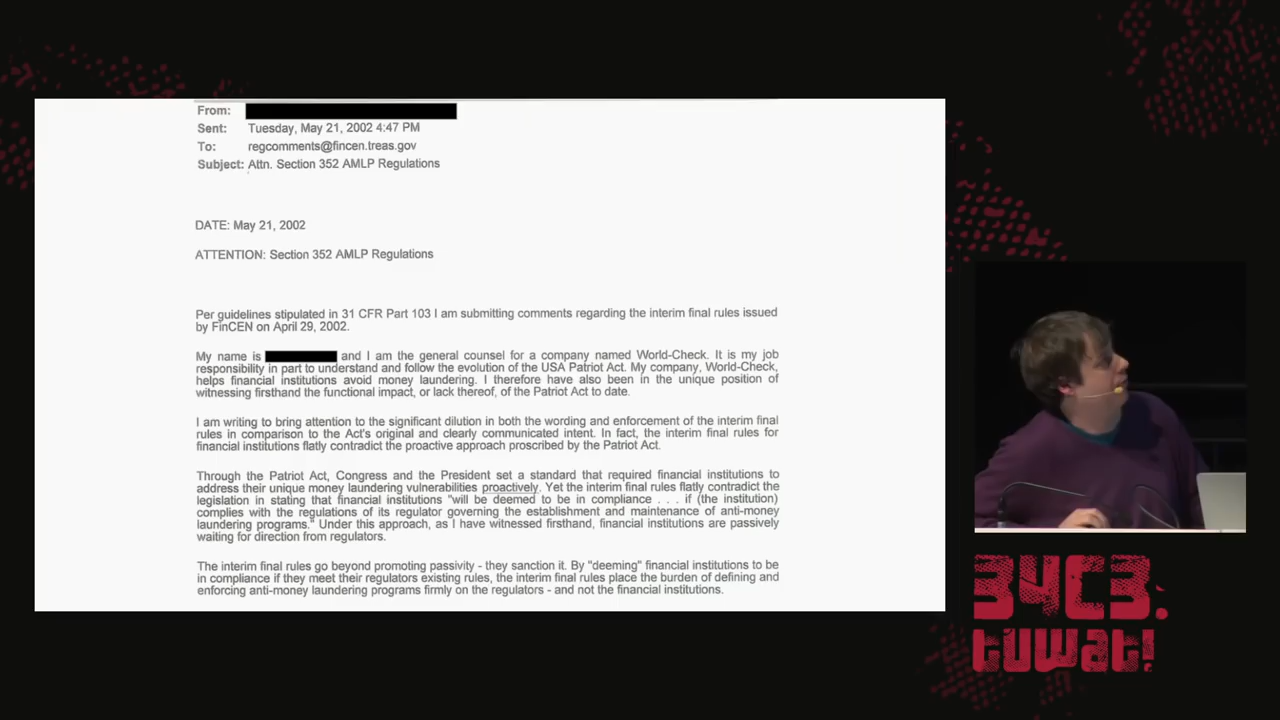 From:
Sent: Tuesday, May 21, 2002 4:47 PM
To: regcomments@fincen.treas.gov
Subject: Attn. Section 352 AMLP Regulations
DATE: May 21, 2002
ATTENTION: Section 352 AMLP Regulations
Per guidelines stipulated in 31 CFR Part 103 I am submitting comments regarding the interim final rules issued
by FinCEN on April 29, 2002.
My name is and I am the general counsel for a company named World-Check. It is my job
responsibility in part to understand and follow the evolution of the USA Patriot Act. My company, World-Check,
helps financial institutions avoid money laundering. I therefore have also been in the unique position of
witnessing firsthand the functional impact, or lack thereof, of the Patriot Act to date.
I am writing to bring attention to the significant dilution in both the wording and enforcement of the interim final
rules in comparison to the Act's original and clearly communicated intent. In fact, the interim final rules for
financial institutions flatly contradict the proactive approach proscribed by the Patriot Act.
Through the Patriot Act, Congress and the President set a standard that required financial institutions to
address their unique money laundering vulnerabilities proactively. Yet the interim final rules flatly contradict the
legislation in stating that financial institutions "will be deemed to be in compliance . . . if (the institution)
complies with the regulations of its regulator governing the establishment and maintenance of anti-money
laundering programs." Under this approach, as I have witnessed firsthand, financial institutions are passively
waiting for direction from regulators.
The interim final rules go beyond promoting passivity - they sanction it. By "deeming" financial institutions to be
in compliance if they meet their regulators existing rules, the interim final rules place the burden of defining and
enforcing anti-money laundering programs firmly on the regulators - and not the financial institutions.
34C3.
tuwat!